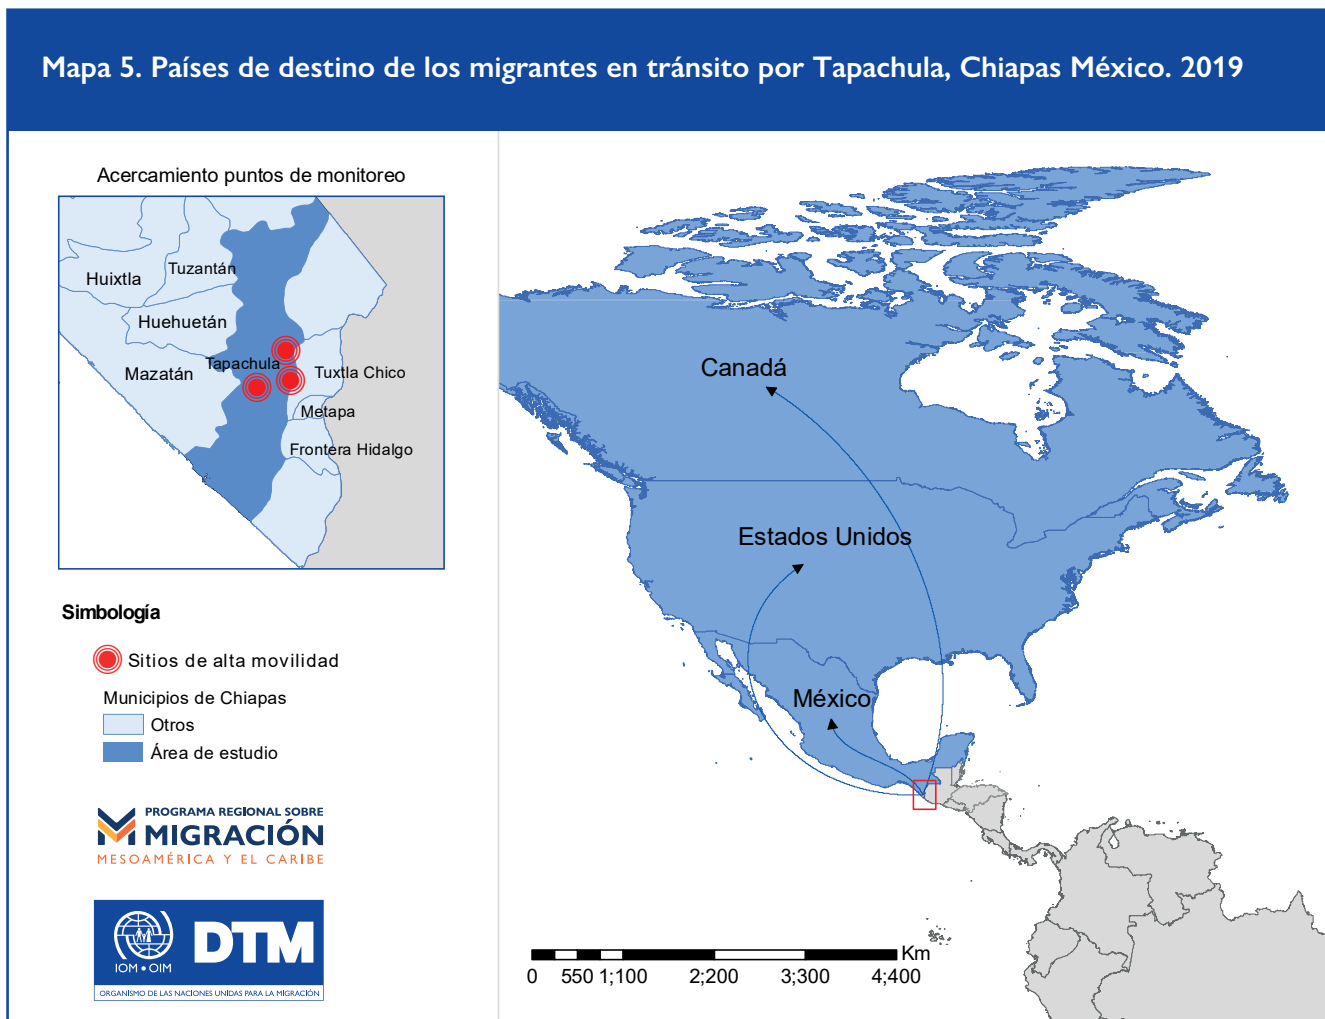 Mapa 5. Países de destino de los migrantes en tránsito por Tapachula, Chiapas México. 2019
Acercamiento puntos de monitoreo
Huixtla
Tuzantán
Huehuetán
Mazatán
Tapachula
Tuxtla Chico
Metapa
Frontera Hidalgo
Simbología
Sitios de alta movilidad
Municipios de Chiapas
Otros
Área de estudio
PROGRAMA REGIONAL SOBRE
MIGRACIÓN
MESOAMÉRICA Y EL CARIBE
IOM • OIM
DTM
ORGANISMO DE LAS NACIONES UNIDAS PARA LA MIGRACIÓN
Canadá
Estados Unidos
México
Km
0 550 1;100 2;200 3;300 4;400